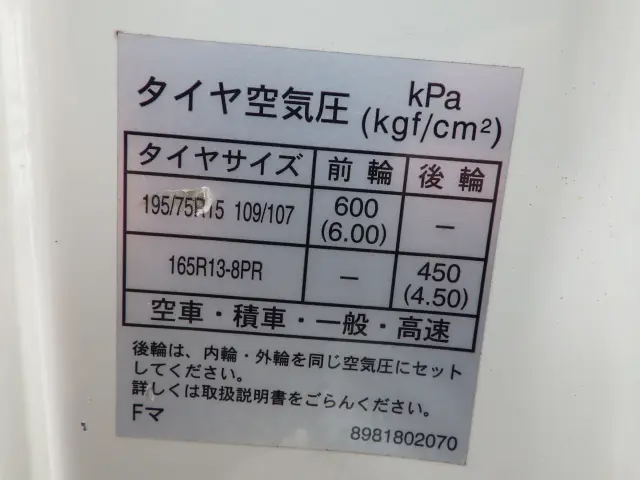 タイヤ空気圧 kPa
(kgf/cm²)
タイヤサイズ 前輪 後輪
195/75R15 109/107 600 (6.00) －
165R13-8PR － 450 (4.50)
空車・積車・一般・高速
後輪は、内輪・外輪を同じ空気圧にセット
してください。
詳しくは取扱説明書をごらんください。
Fマ 8981802070